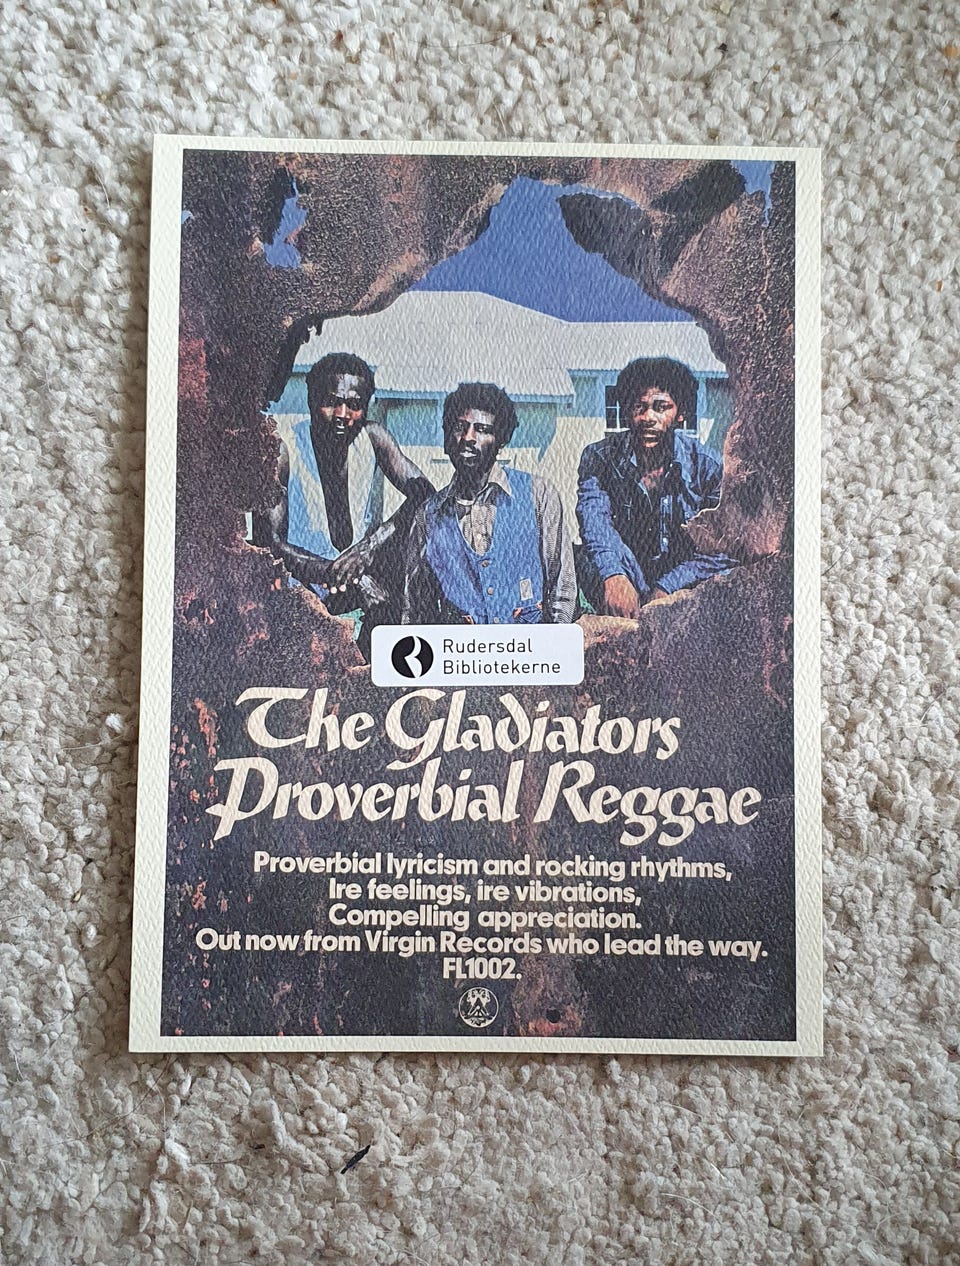 Rudersdal
Bibliotekerne
The Gladiators
Proverbial Reggae
Proverbial lyricism and rocking rhythms,
Ire feelings, ire vibrations,
Compelling appreciation.
Out now from Virgin Records who lead the way.
FL1002.